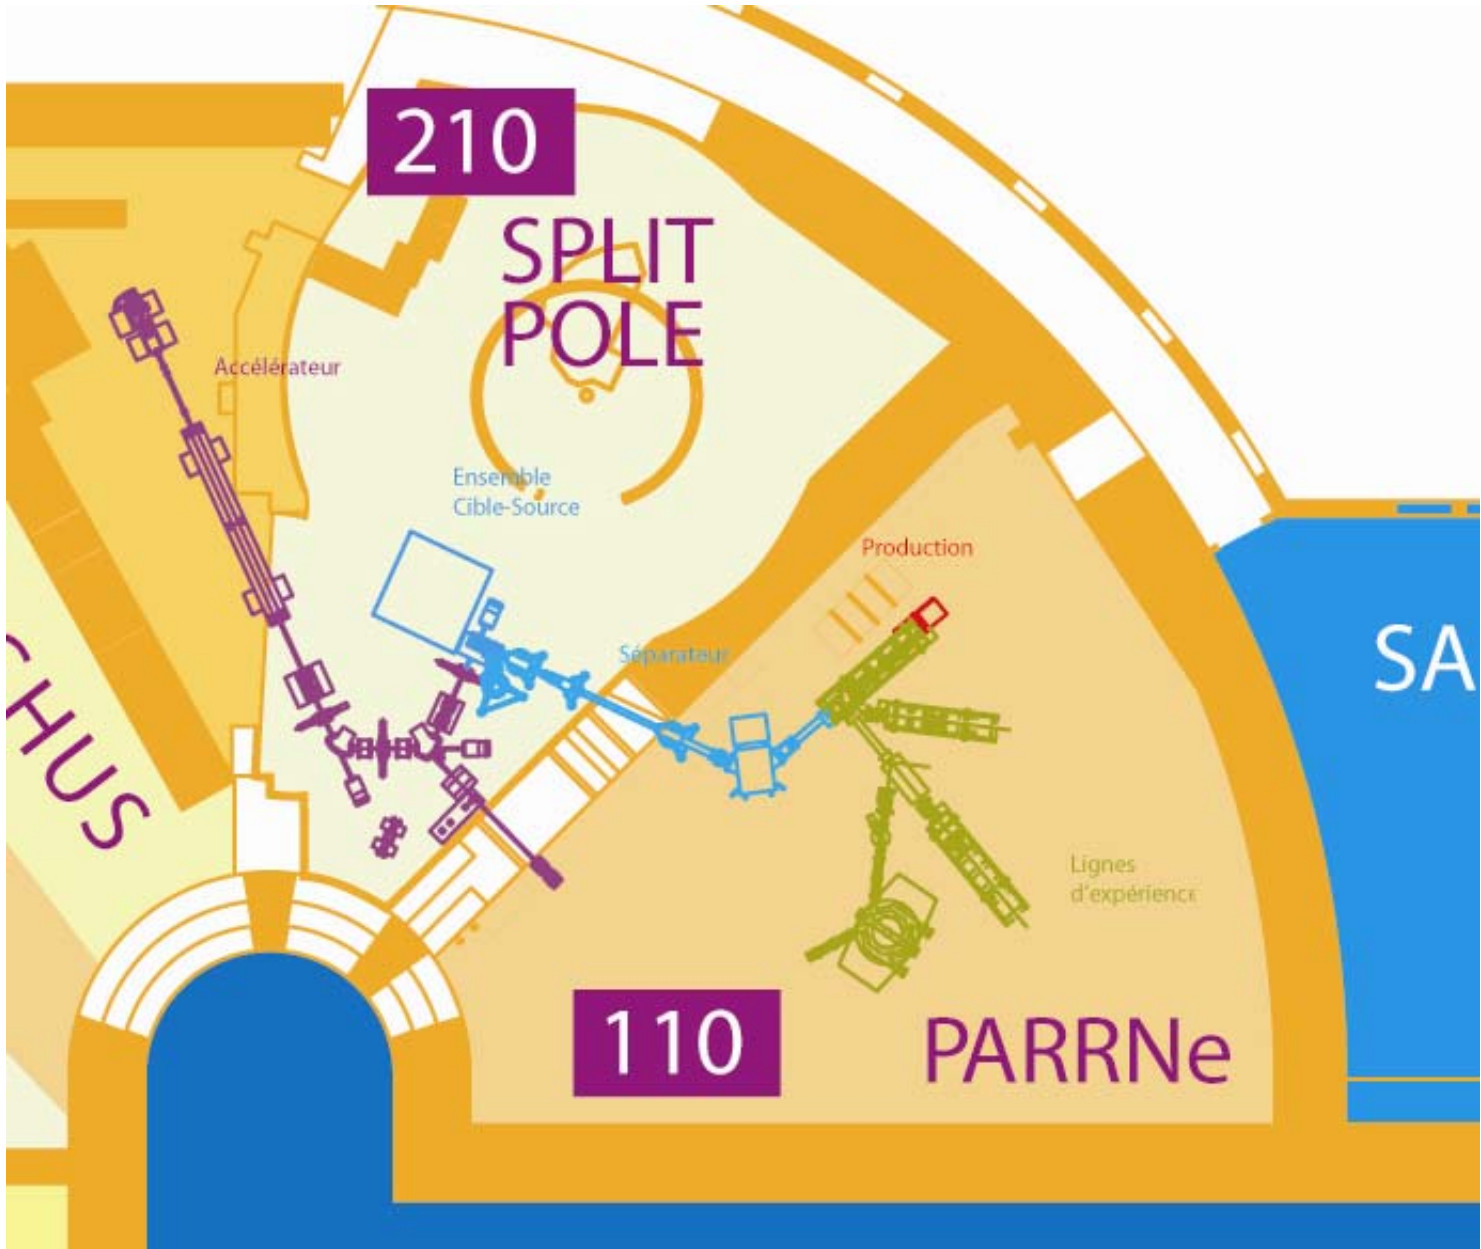 210
SPLIT
POLE
Accélérateur
Ensemble
Cible-Source
Production
Séparateur
SA
CHUS
Lignes
d'expérience
110
PARRNe